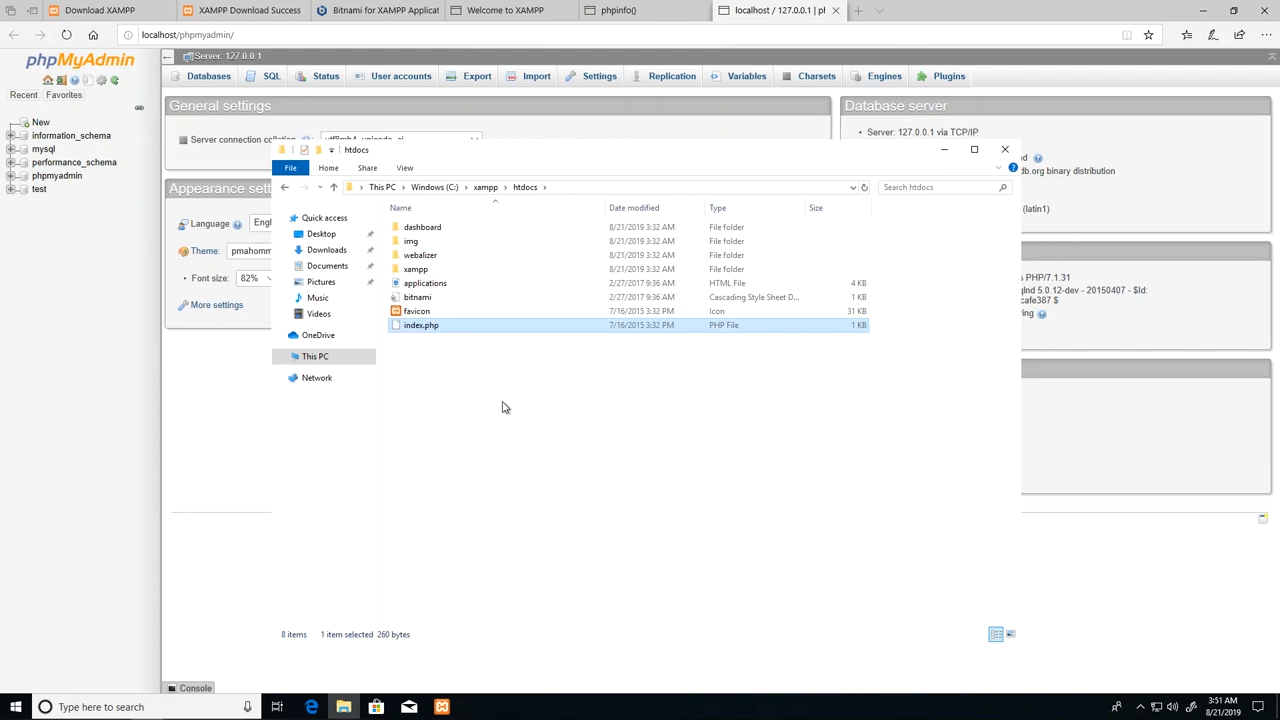 Download XAMPP
XAMPP Download Success
Bitnami for XAMPP Applicat
Welcome to XAMPP
phpinfo()
localhost / 127.0.0.1 | ph
localhost/phpmyadmin/
phpMyAdmin
Recent Favorites
New
information_schema
mysql
performance_schema
phpmyadmin
test
Server: 127.0.0.1
Databases SQL Status User accounts Export Import Settings Replication Variables Charsets Engines Plugins
General settings
Server connection collation
utf8mb4_unicode_ci
Appearance sett
Language Engl
Theme: pmahomm
Font size: 82%
More settings
Database server
Server: 127.0.0.1 via TCP/IP
db.org binary distribution
(latin1)
s PHP/7.1.31
5.0.12-dev - 20150407 - $Id:
cafe387 $
htdocs
File Home Share View
This PC > Windows (C:) > xampp > htdocs >
Search htdocs
Name Date modified Type Size
dashboard 8/21/2019 3:32 AM File folder
img 8/21/2019 3:32 AM File folder
webalizer 8/21/2019 3:32 AM File folder
xampp 8/21/2019 3:32 AM File folder
applications 2/27/2017 9:36 AM HTML File 4 KB
bitnami 2/27/2017 9:36 AM Cascading Style Sheet D... 1 KB
favicon 7/16/2015 3:32 PM Icon 31 KB
index.php 7/16/2015 3:32 PM PHP File 1 KB
Quick access
Desktop
Downloads
Documents
Pictures
Music
Videos
OneDrive
This PC
Network
8 items 1 item selected 260 bytes
Console
Type here to search
3:51 AM
8/21/2019